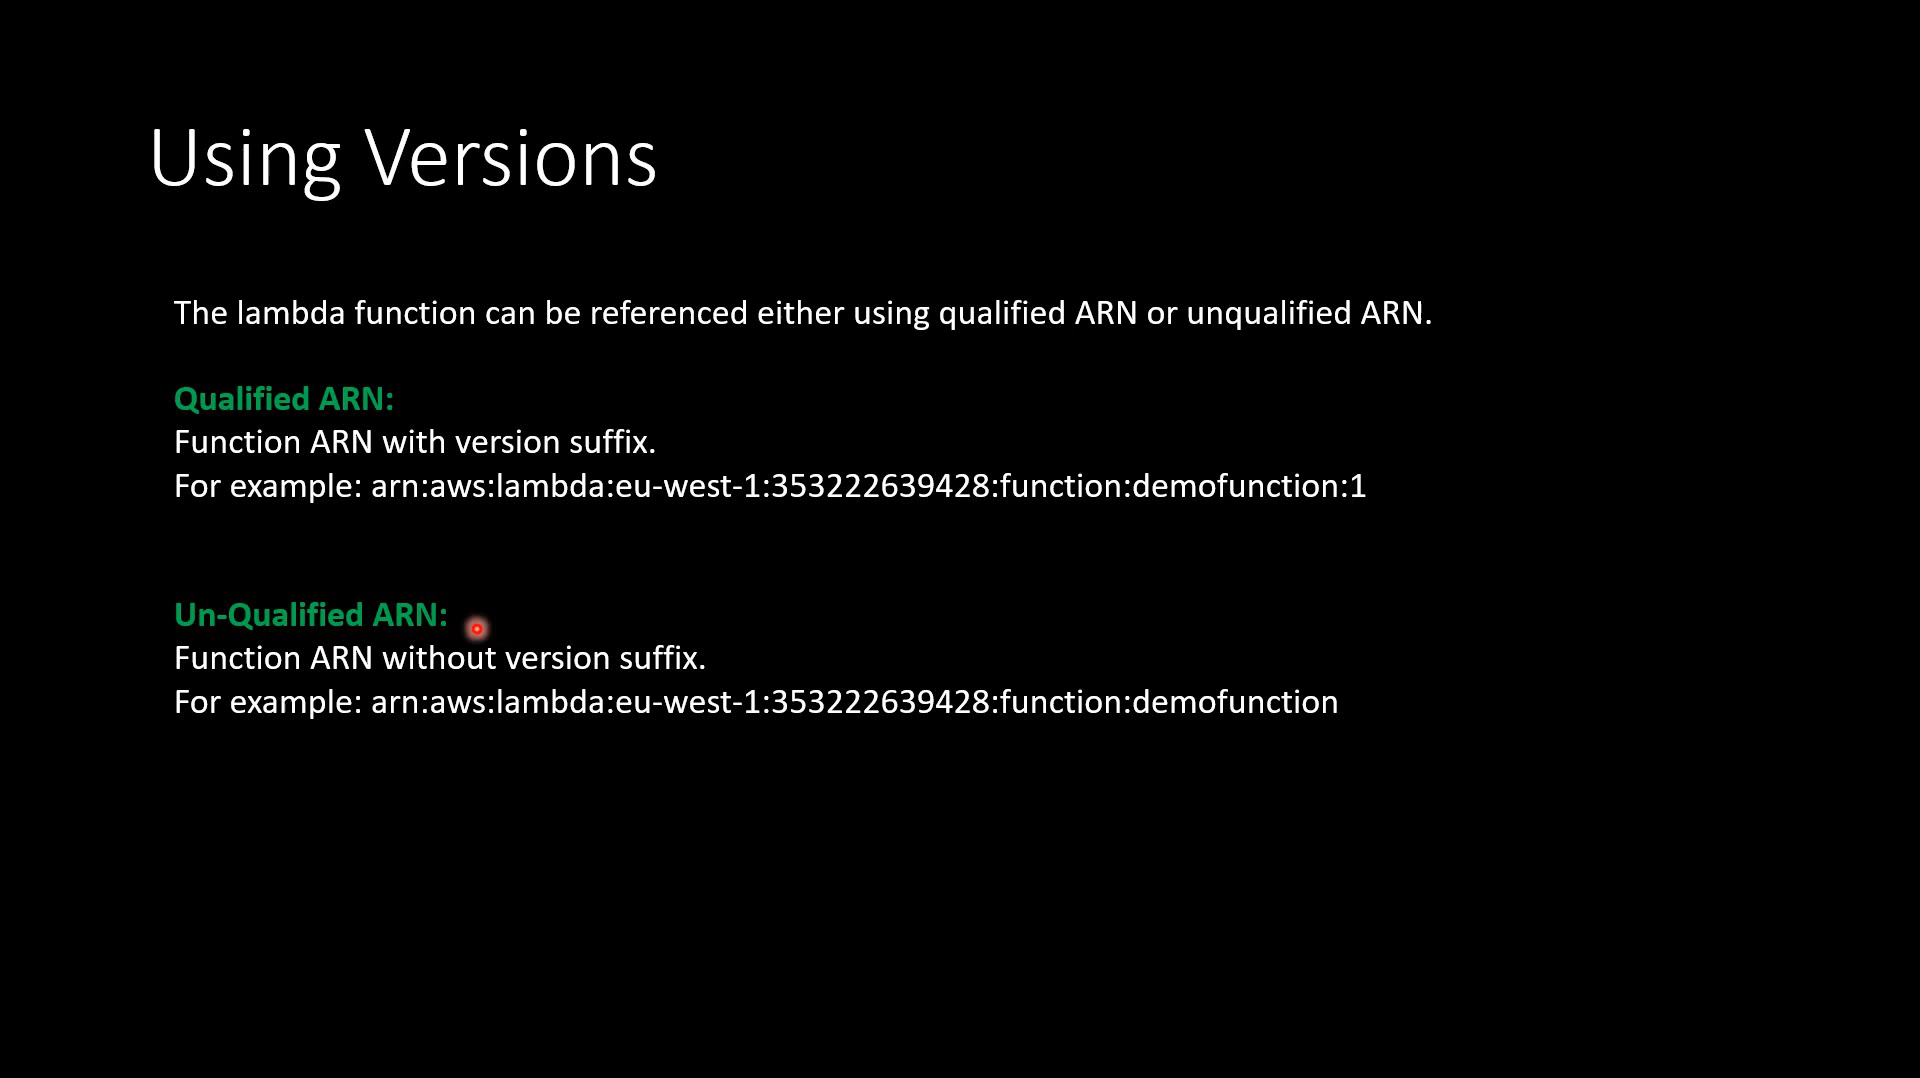 Using Versions
The lambda function can be referenced either using qualified ARN or unqualified ARN.
Qualified ARN:
Function ARN with version suffix.
For example: arn:aws:lambda:eu-west-1:353222639428:function:demofunction:1
Un-Qualified ARN:
Function ARN without version suffix.
For example: arn:aws:lambda:eu-west-1:353222639428:function:demofunction